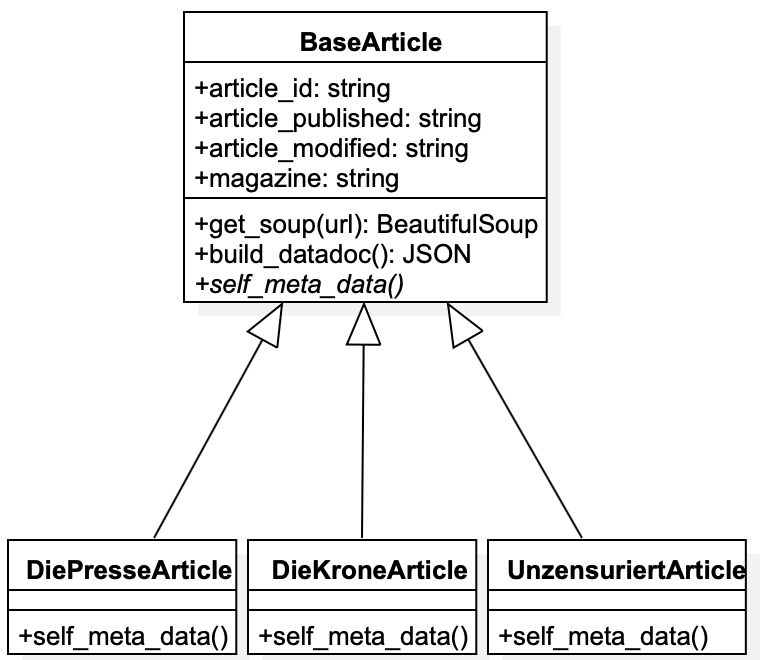 BaseArticle
+article_id: string
+article_published: string
+article_modified: string
+magazine: string
+get_soup(url): BeautifulSoup
+build_datadoc(): JSON
+self_meta_data()
DiePresseArticle
+self_meta_data()
DieKroneArticle
+self_meta_data()
UnzensuriertArticle
+self_meta_data()